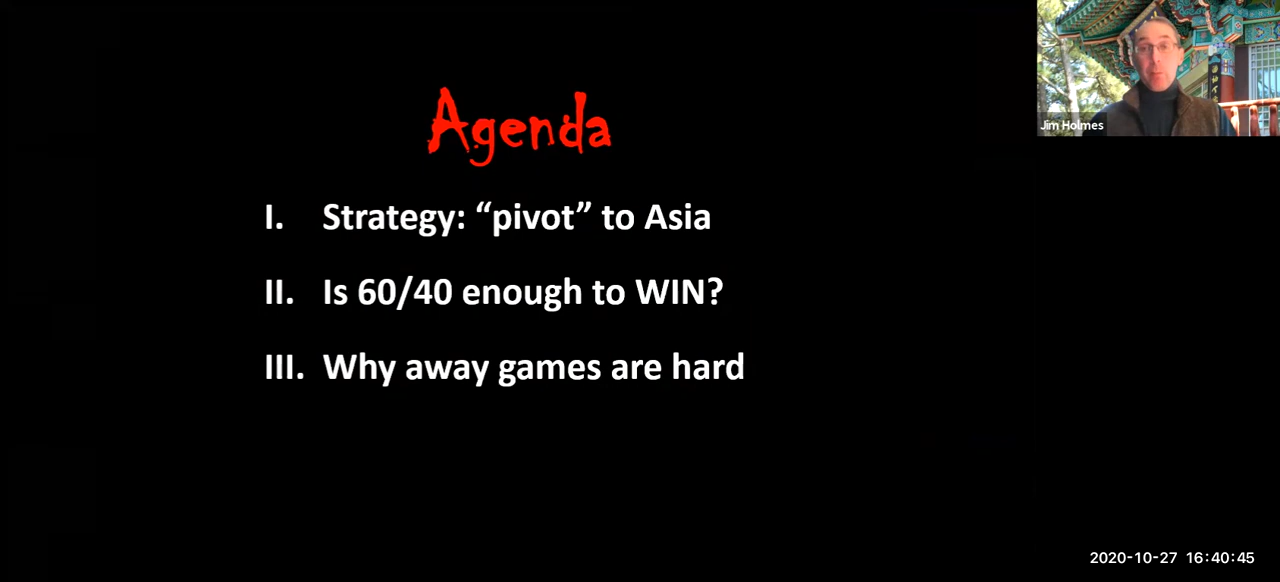 Agenda
I. Strategy: “pivot” to Asia
II. Is 60/40 enough to WIN?
III. Why away games are hard
Jim Holmes
2020-10-27 16:40:45